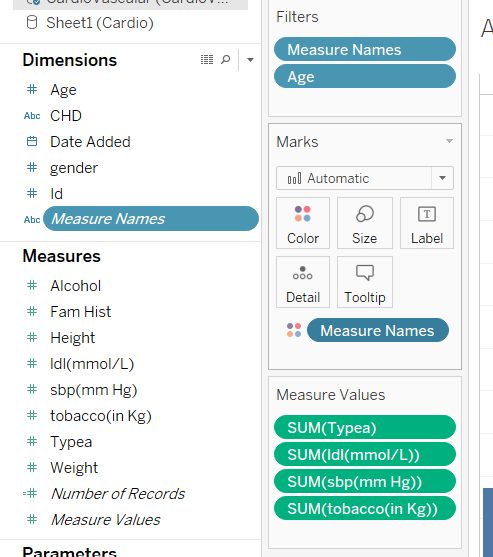 Sheet1 (Cardio)
Dimensions
# Age
Abc CHD
Date Added
# gender
# Id
Abc Measure Names
Measures
# Alcohol
# Fam Hist
# Height
# ldl(mmol/L)
# sbp(mm Hg)
# tobacco(in Kg)
# Typea
# Weight
=# Number of Records
# Measure Values
Parameters
Filters
Measure Names
Age
Marks
Automatic
Color
Size
T
Label
Detail
Tooltip
Measure Names
Measure Values
SUM(Typea)
SUM(ldl(mmol/L))
SUM(sbp(mm Hg))
SUM(tobacco(in Kg))
A